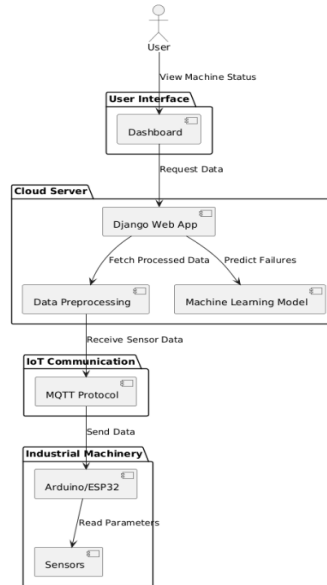 User
View Machine Status
User Interface
Dashboard
Request Data
Cloud Server
Django Web App
Fetch Processed Data
Predict Failures
Data Preprocessing
Machine Learning Model
Receive Sensor Data
IoT Communication
MQTT Protocol
Send Data
Industrial Machinery
Arduino/ESP32
Read Parameters
Sensors